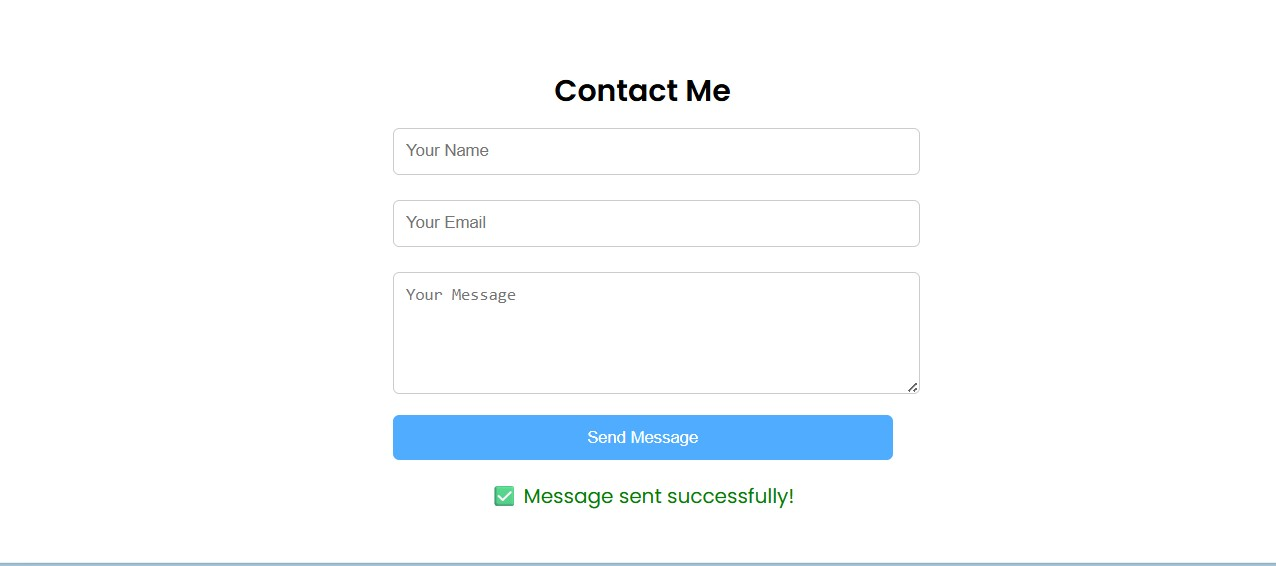 Contact Me
Your Name
Your Email
Your Message
Send Message
✅ Message sent successfully!